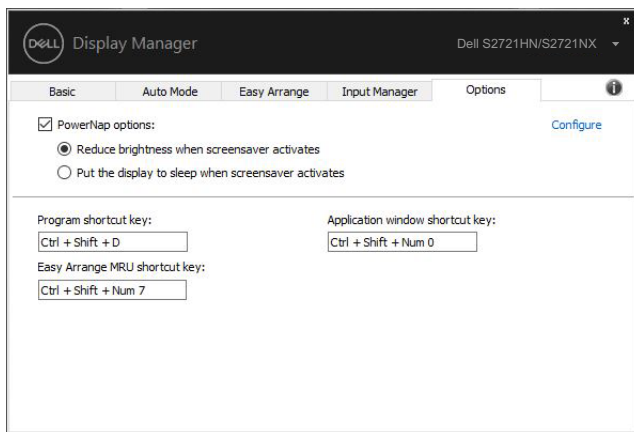 x
DELL Display Manager
Dell S2721HN/S2721NX
Basic Auto Mode Easy Arrange Input Manager Options
PowerNap options: Configure
Reduce brightness when screensaver activates
Put the display to sleep when screensaver activates
Program shortcut key: Application window shortcut key:
Ctrl + Shift + D Ctrl + Shift + Num 0
Easy Arrange MRU shortcut key:
Ctrl + Shift + Num 7